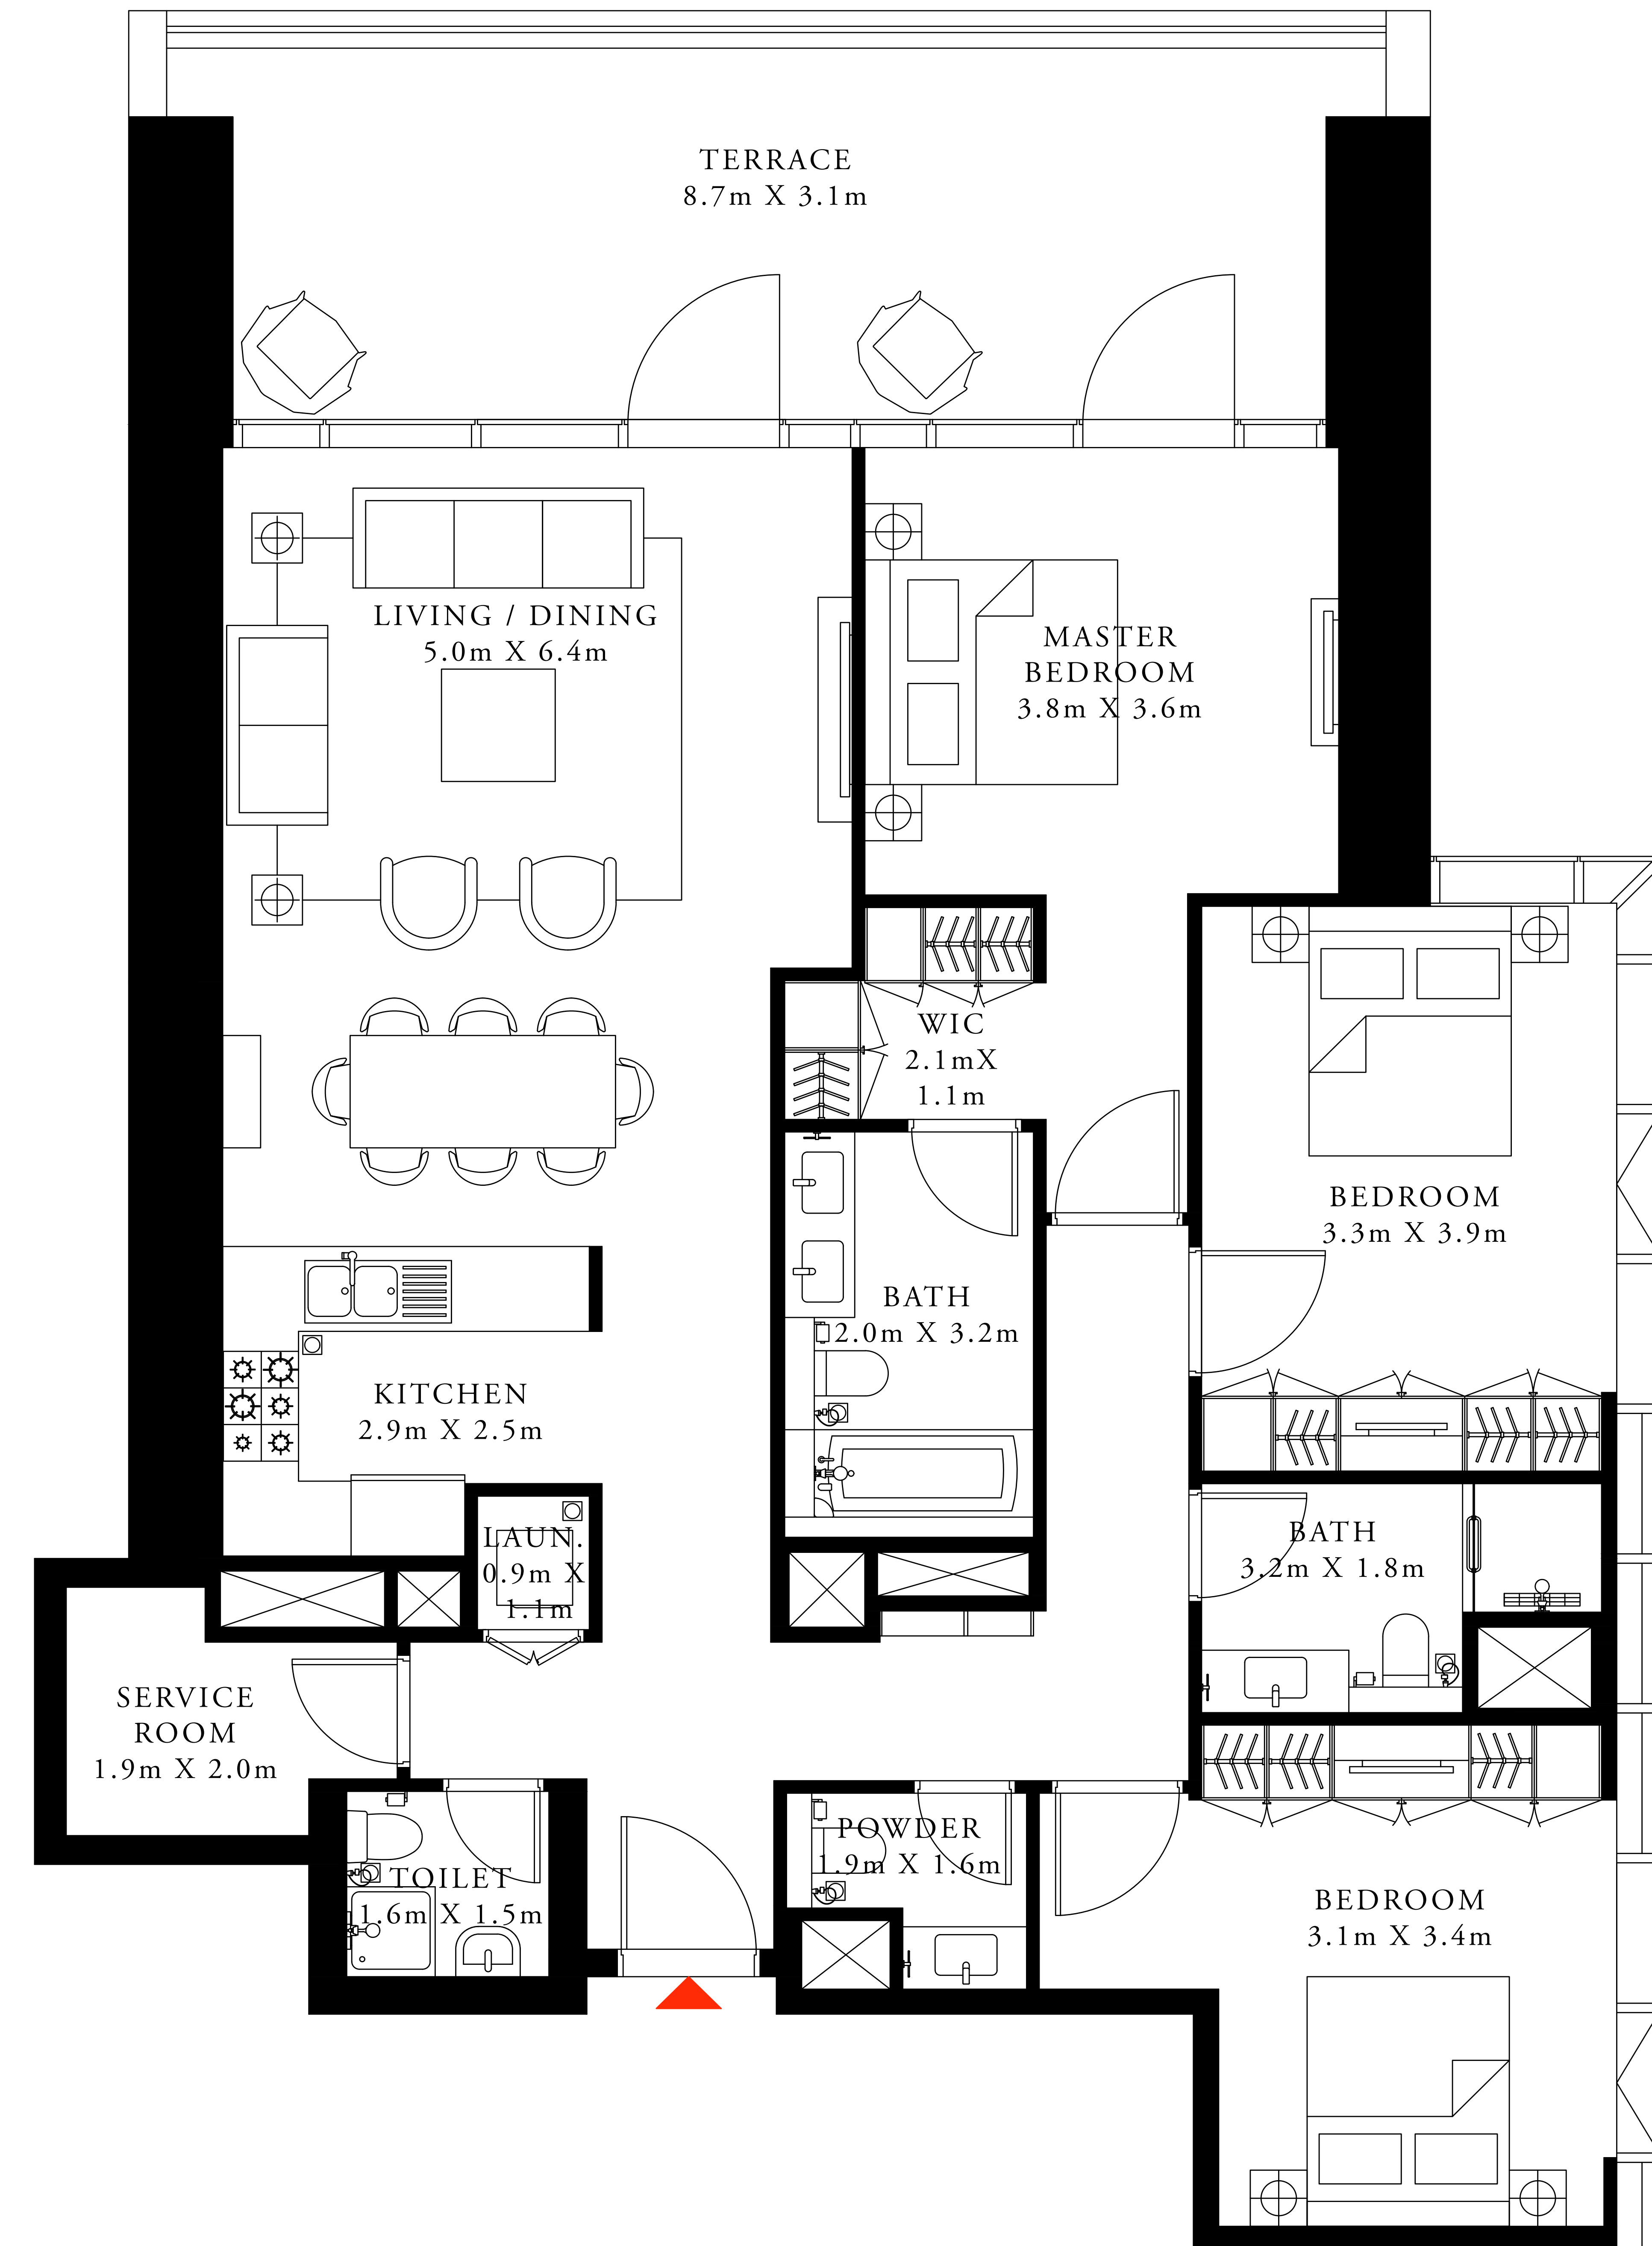 TERRACE
8.7m X 3.1m
LIVING / DINING
5.0m X 6.4m
MASTER
BEDROOM
3.8m X 3.6m
WIC
2.1mX
1.1m
BEDROOM
3.3m X 3.9m
BATH
2.0m X 3.2m
KITCHEN
2.9m X 2.5m
LAUN.
0.9m X
1.1m
BATH
3.2m X 1.8m
SERVICE
ROOM
1.9m X 2.0m
POWDER
1.9m X 1.6m
TOILET
1.6m X 1.5m
BEDROOM
3.1m X 3.4m